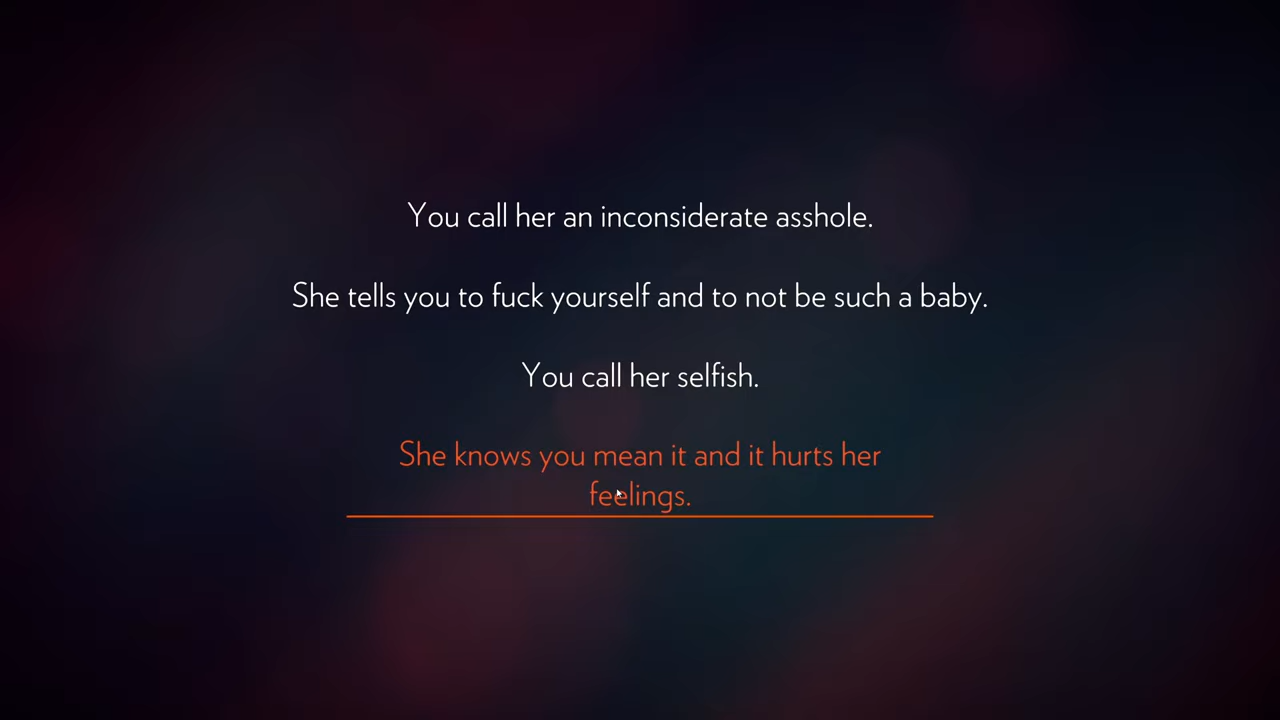 You call her an inconsiderate asshole.
She tells you to fuck yourself and to not be such a baby.
You call her selfish.
She knows you mean it and it hurts her
feelings.